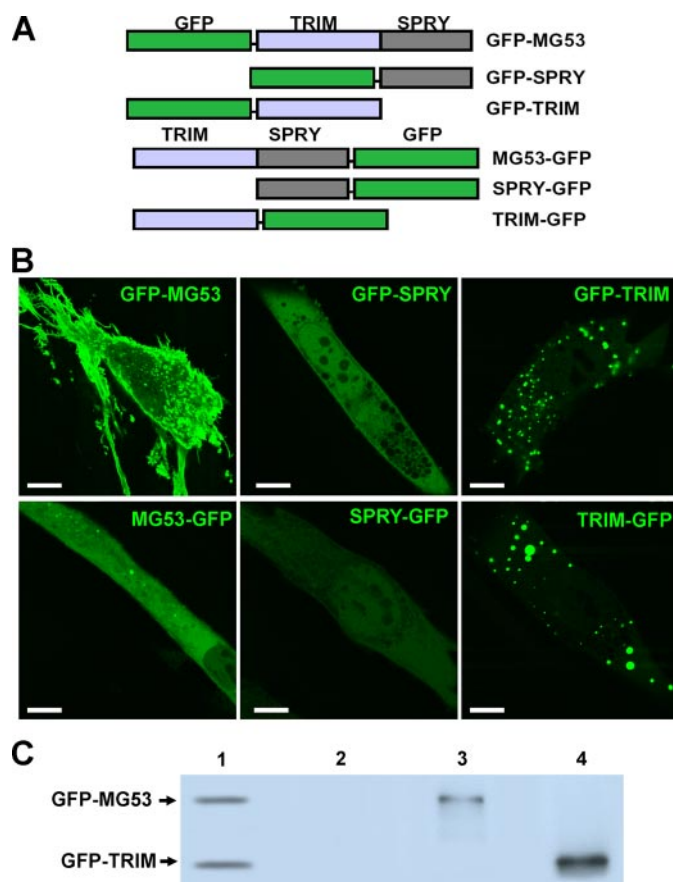 A
GFP TRIM SPRY
GFP-MG53
GFP-SPRY
GFP-TRIM
TRIM SPRY GFP
MG53-GFP
SPRY-GFP
TRIM-GFP
B
GFP-MG53 GFP-SPRY GFP-TRIM
MG53-GFP SPRY-GFP TRIM-GFP
C
1 2 3 4
GFP-MG53
GFP-TRIM